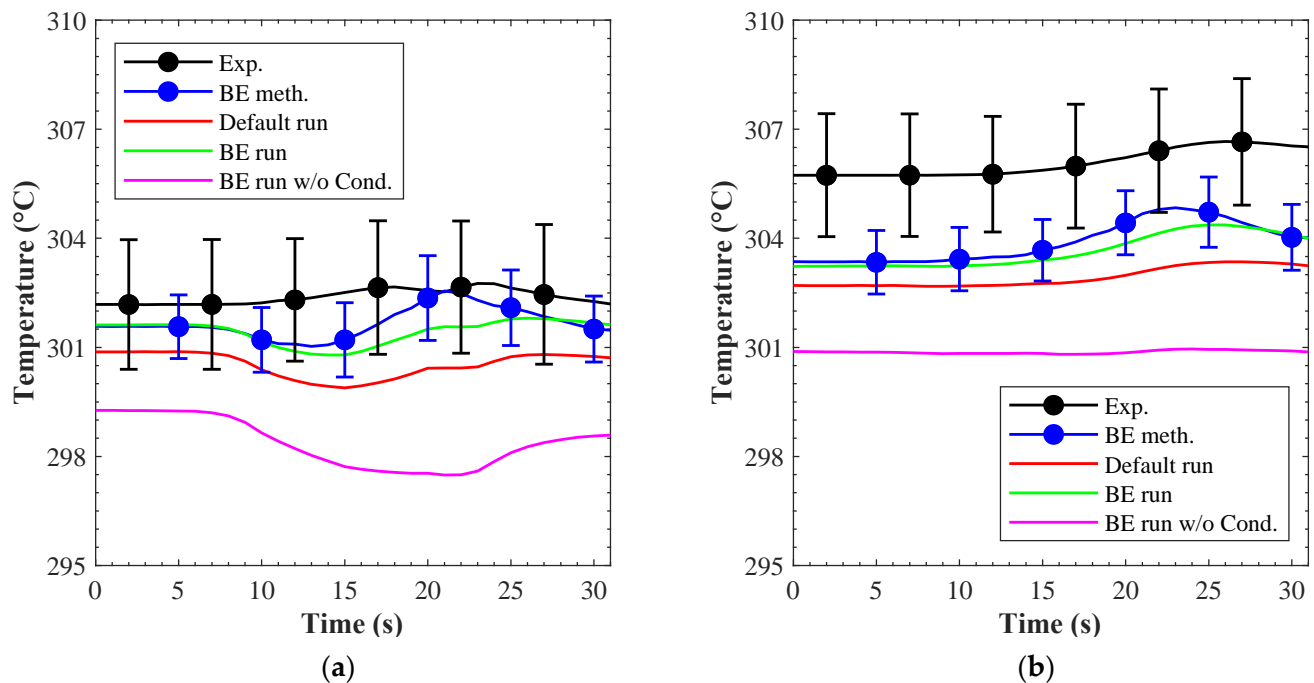 310
307
304
301
298
295
Temperature (°C)
Exp.
BE meth.
Default run
BE run
BE run w/o Cond.
0 5 10 15 20 25 30
Time (s)
(a)
310
307
304
301
298
295
Temperature (°C)
Exp.
BE meth.
Default run
BE run
BE run w/o Cond.
0 5 10 15 20 25 30
Time (s)
(b)